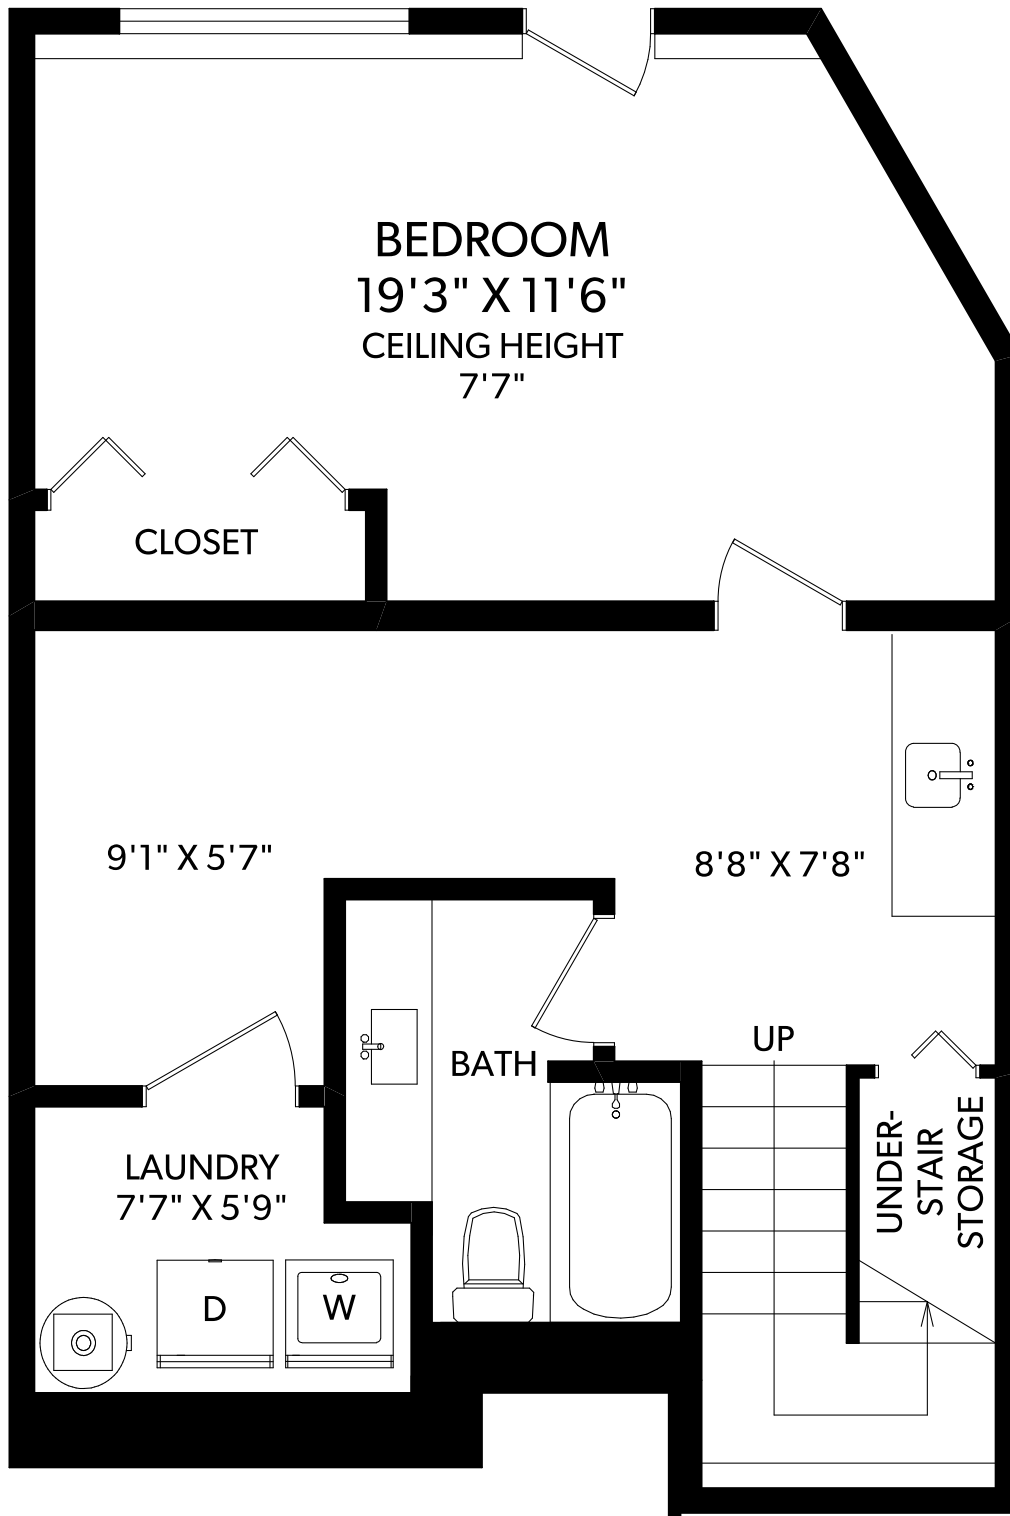 BEDROOM
19'3" X 11'6"
CEILING HEIGHT
7'7"
CLOSET
9'1" X 5'7"
8'8" X 7'8"
UP
BATH
UNDER-
STAIR
STORAGE
LAUNDRY
7'7" X 5'9"
D
W